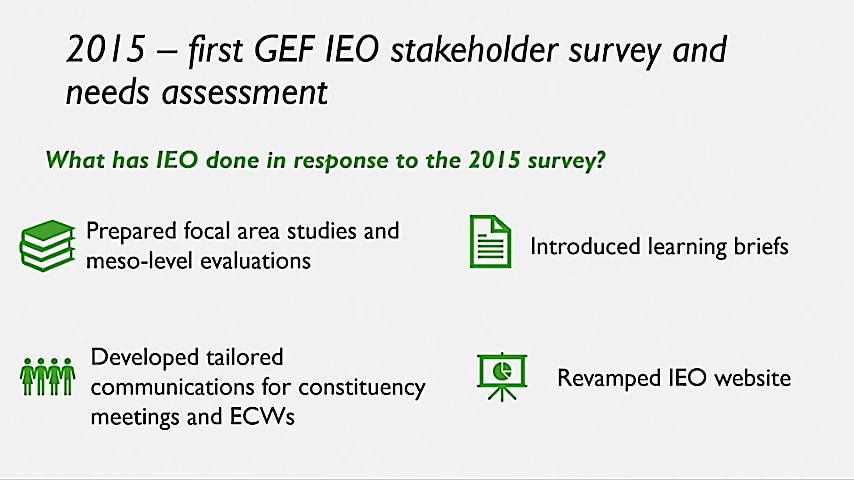 2015 – first GEF IEO stakeholder survey and
needs assessment
What has IEO done in response to the 2015 survey?
Prepared focal area studies and
meso-level evaluations
Introduced learning briefs
Developed tailored
communications for constituency
meetings and ECWs
Revamped IEO website